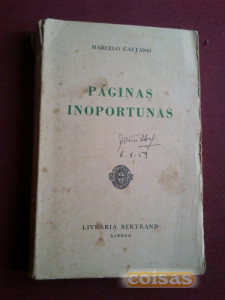 MARCELO CAETANO
PÁGINAS
INOPORTUNAS
LIVRARIA BERTRAND
LISBOA
coisas